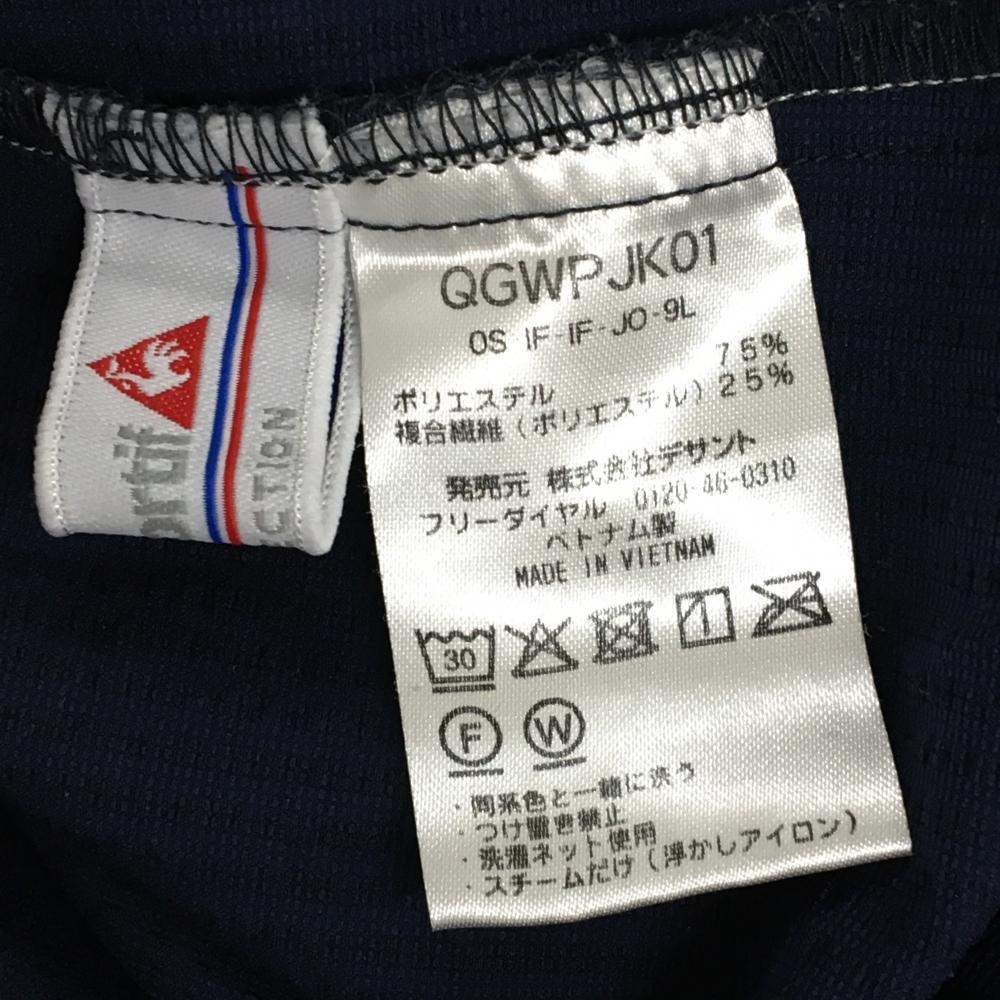 ortif
CTION
QGWPJK01
OS IF-IF-JO-9L
ポリエステル 75%
複合繊維(ポリエステル) 25%
発売元 株式会社デサント
フリーダイヤル 0120-46-0310
ベトナム製
MADE IN VIETNAM
30
F W
・同系色と一緒に洗う
・つけ置き禁止
・洗濯ネット使用
・スチームだけ(浮かしアイロン)